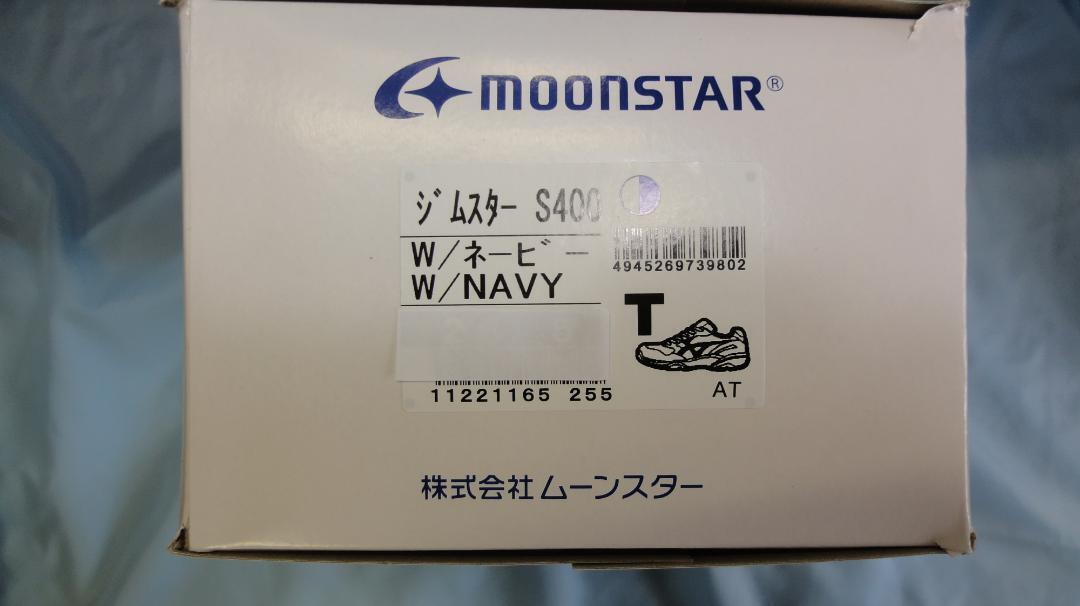 MOONSTAR®
ジムスター S400
W/ネービー
W/NAVY
4945269739802
T
11221165 255
AT
株式会社ムーンスター